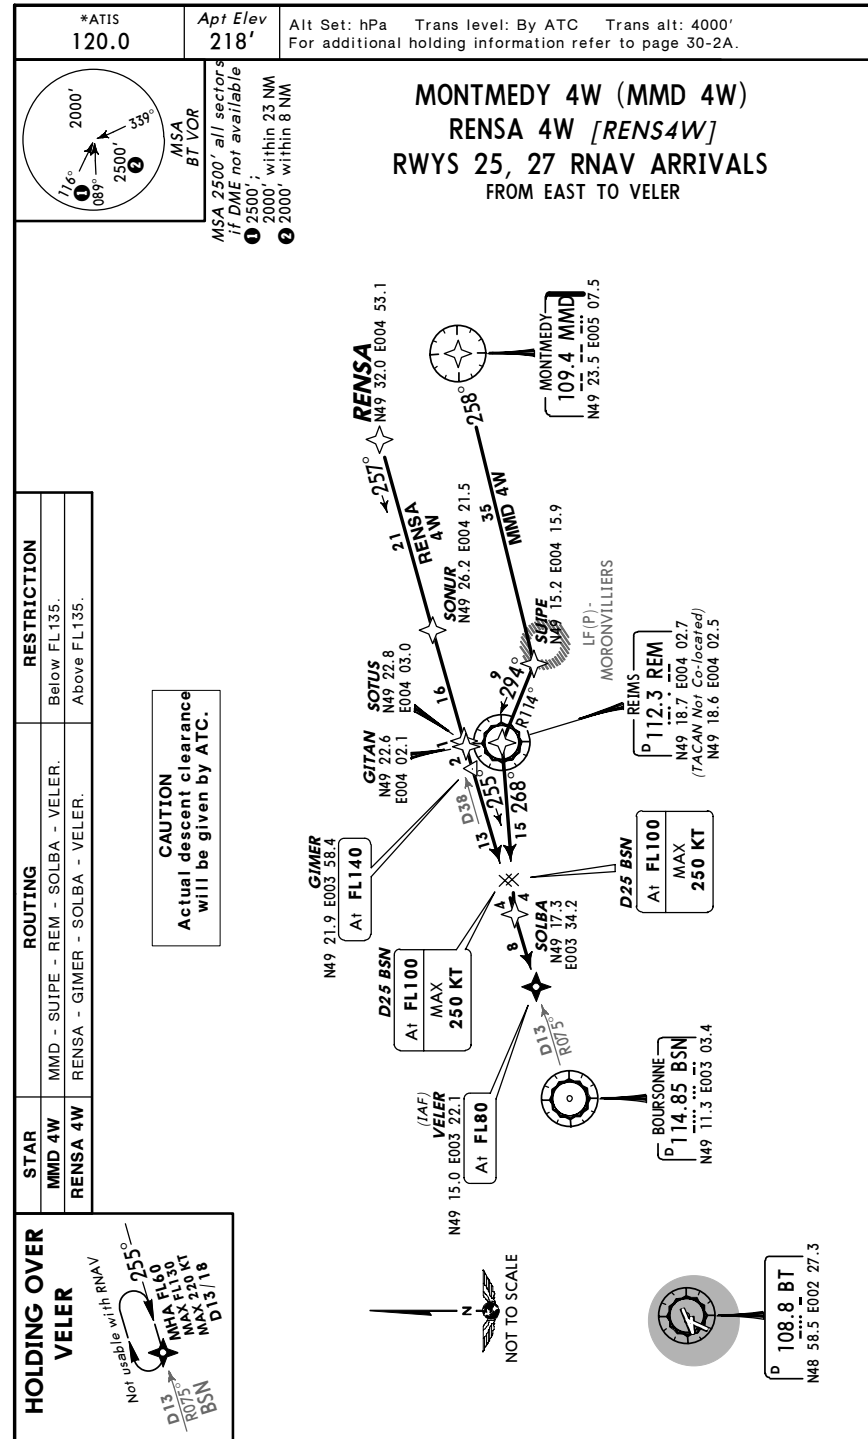 *ATIS
120.0
Apt Elev
218'
Alt Set: hPa Trans level: By ATC Trans alt: 4000'
For additional holding information refer to page 30-2A.
2000'
339°
116°
1
089°
2500'
2
MSA
BT VOR
MSA 2500' all sectors
if DME not available
1 2500';
2000' within 23 NM
2 2000' within 8 NM
MONTMEDY 4W (MMD 4W)
RENSA 4W [RENS4W]
RWYS 25, 27 RNAV ARRIVALS
FROM EAST TO VELER
RENSA
N49 32.0 E004 53.1
MONTMEDY
109.4 MMD
N49 23.5 E005 07.5
257°
21
RENSA
4W
258°
35
MMD 4W
SONUR
N49 26.2 E004 21.5
SUIPE
N49 15.2 E004 15.9
LF(P)-
MORONVILLIERS
SOTUS
N49 22.8
E004 03.0
16
GITAN
N49 22.6
E004 02.1
1
2
9
294°
R114°
REIMS
D 112.3 REM
N49 18.7 E004 02.7
(TACAN Not Co-located)
N49 18.6 E004 02.5
GIMER
N49 21.9 E003 58.4
At FL140
D38
13
255°
15
268°
D25 BSN
At FL100
MAX
250 KT
D25 BSN
At FL100
MAX
250 KT
4
4
SOLBA
N49 17.3
E003 34.2
8
(IAF)
VELER
N49 15.0 E003 22.1
At FL80
D13
R075°
BOURSONNE
D 114.85 BSN
N49 11.3 E003 03.4
D 108.8 BT
N48 58.5 E002 27.3
N
NOT TO SCALE
CAUTION
Actual descent clearance
will be given by ATC.
STAR ROUTING RESTRICTION
MMD 4W MMD - SUIPE - REM - SOLBA - VELER. Below FL135.
RENSA 4W RENSA - GIMER - SOLBA - VELER. Above FL135.
HOLDING OVER
VELER
Not usable with RNAV
255°
MHA FL60
MAX FL130
MAX 220 KT
D13/18
D13
R075°
BSN